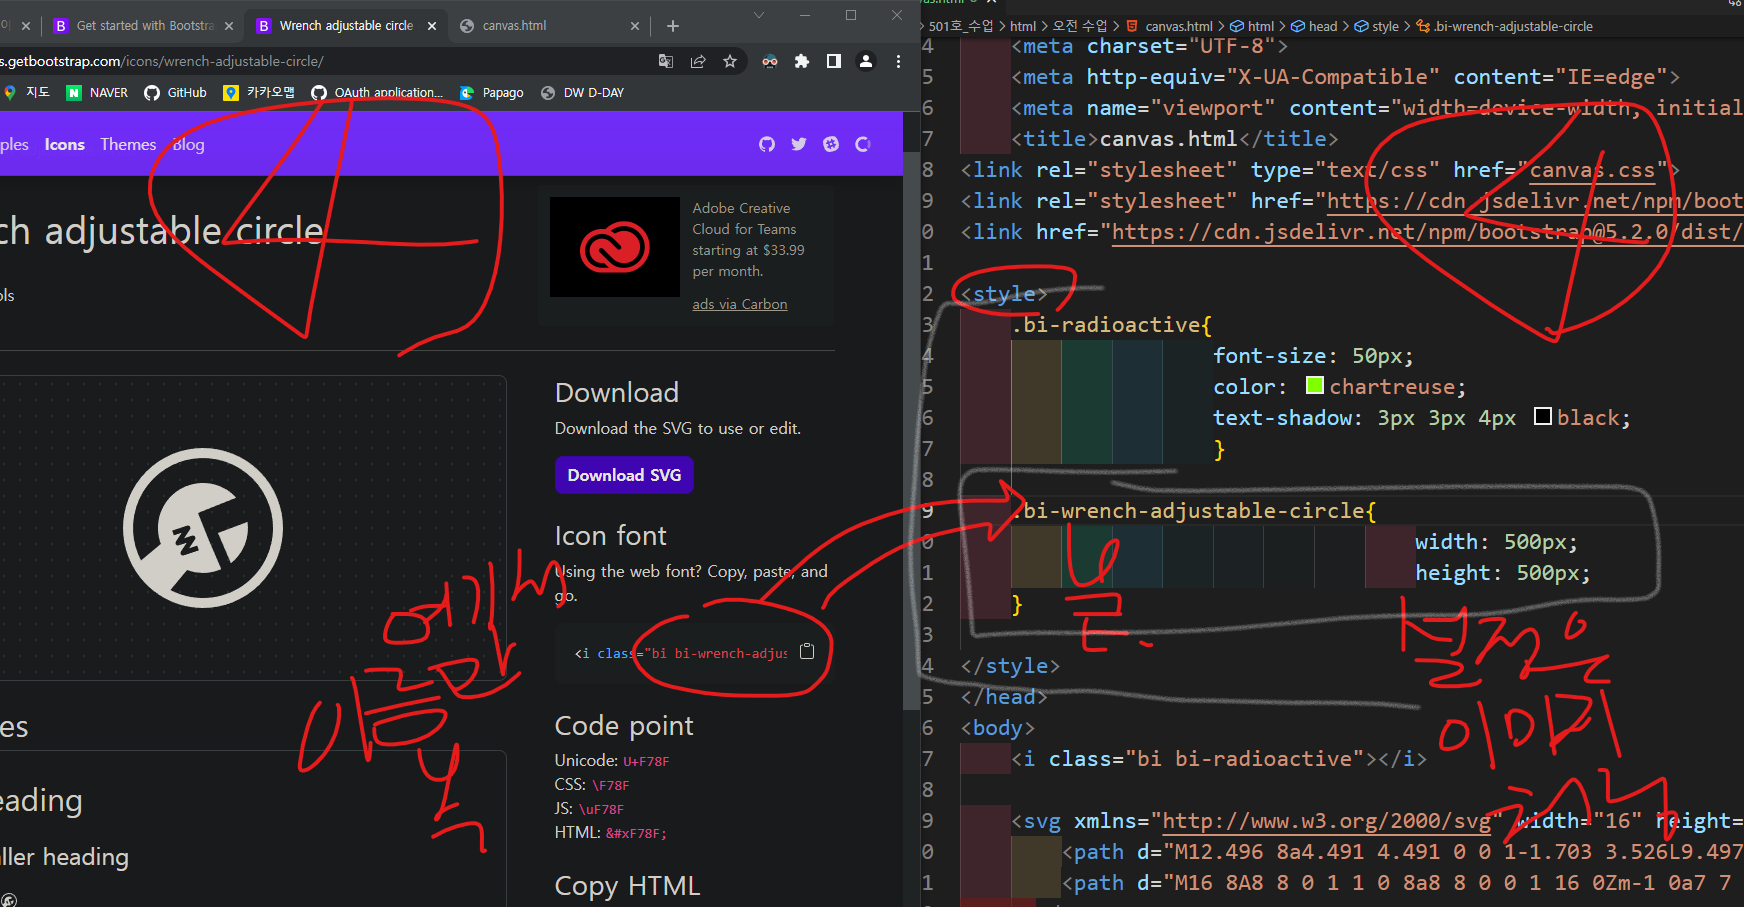 Get started with Bootstra
Wrench adjustable circle
canvas.html
s.getbootstrap.com/icons/wrench-adjustable-circle/
지도
NAVER
GitHub
카카오맵
OAuth application...
Papago
DW D-DAY
ples
Icons
Themes
Blog
ch adjustable circle
ols
Adobe Creative
Cloud for Teams
starting at $33.99
per month.
ads via Carbon
Download
Download the SVG to use or edit.
Download SVG
Icon font
Using the web font? Copy, paste, and
go.
<i class="bi bi-wrench-adjus
이름만
Code point
Unicode: U+F78F
CSS: \F78F
JS: \uF78F
HTML: &#xF78F;
Copy HTML
es
eading
ller heading
501호_수업 > html > 오전 수업 > canvas.html > html > head > style > .bi-wrench-adjustable-circle
4 <meta charset="UTF-8">
5 <meta http-equiv="X-UA-Compatible" content="IE=edge">
6 <meta name="viewport" content="width=device-width, initial
7 <title>canvas.html</title>
8 <link rel="stylesheet" type="text/css" href="canvas.css">
9 <link rel="stylesheet" href="https://cdn.jsdelivr.net/npm/boot
0 <link href="https://cdn.jsdelivr.net/npm/bootstrap@5.2.0/dist/
1
2 <style>
3 .bi-radioactive{
4 font-size: 50px;
5 color: chartreuse;
6 text-shadow: 3px 3px 4px black;
7 }
8
9 .bi-wrench-adjustable-circle{
0 width: 500px;
1 height: 500px;
2 }
3
4 </style>
5 </head>
6 <body>
7 <i class="bi bi-radioactive"></i>
8
9 <svg xmlns="http://www.w3.org/2000/svg" width="16" height=
0 <path d="M12.496 8a4.491 4.491 0 0 1-1.703 3.526L9.497
1 <path d="M16 8A8 8 0 1 1 0 8a8 8 0 0 1 16 0Zm-1 0a7 7